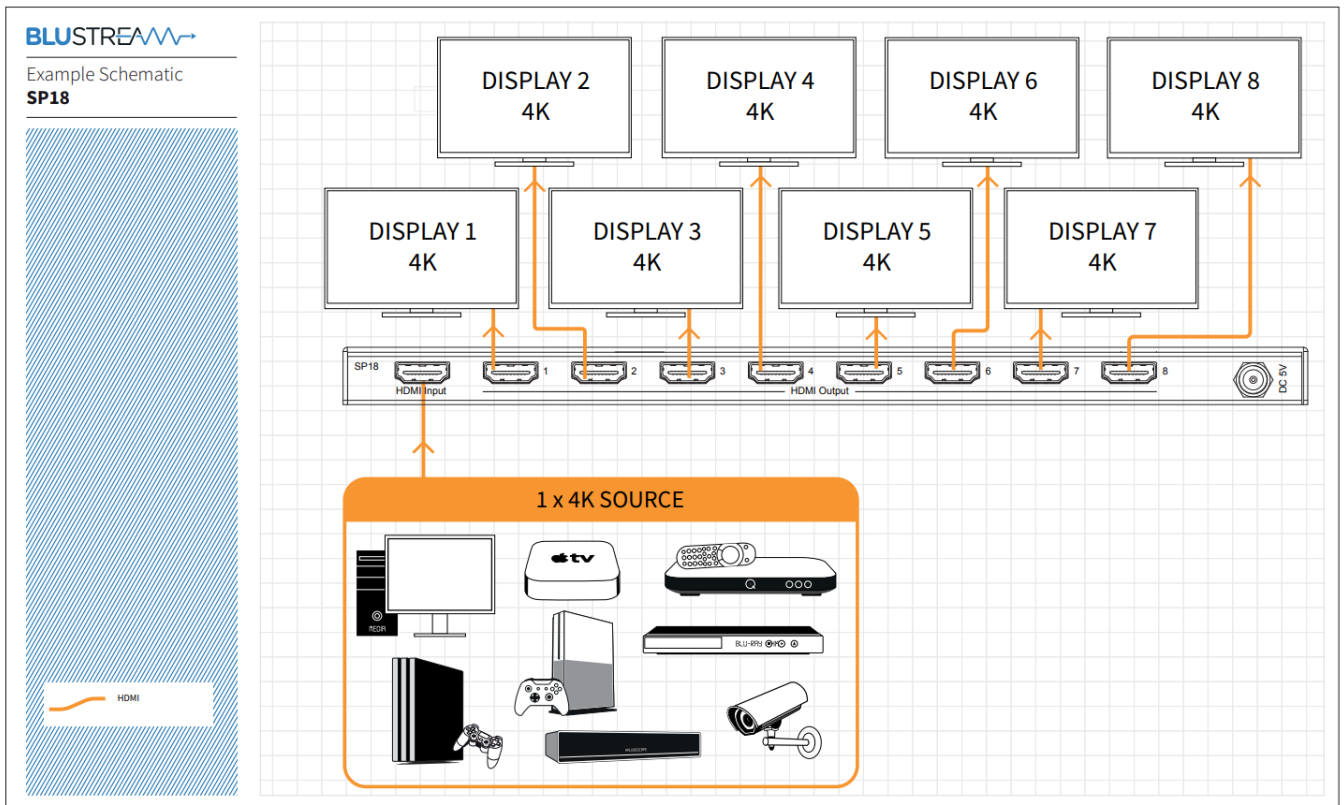 BLUSTREAM
Example Schematic
SP18
DISPLAY 2
4K
DISPLAY 4
4K
DISPLAY 6
4K
DISPLAY 8
4K
DISPLAY 1
4K
DISPLAY 3
4K
DISPLAY 5
4K
DISPLAY 7
4K
SP18
1
2
3
4
5
6
7
8
HDMI Input
HDMI Output
DC 5V
1 x 4K SOURCE
tv
Q
MEDIA
BLU-RAY
HDMI